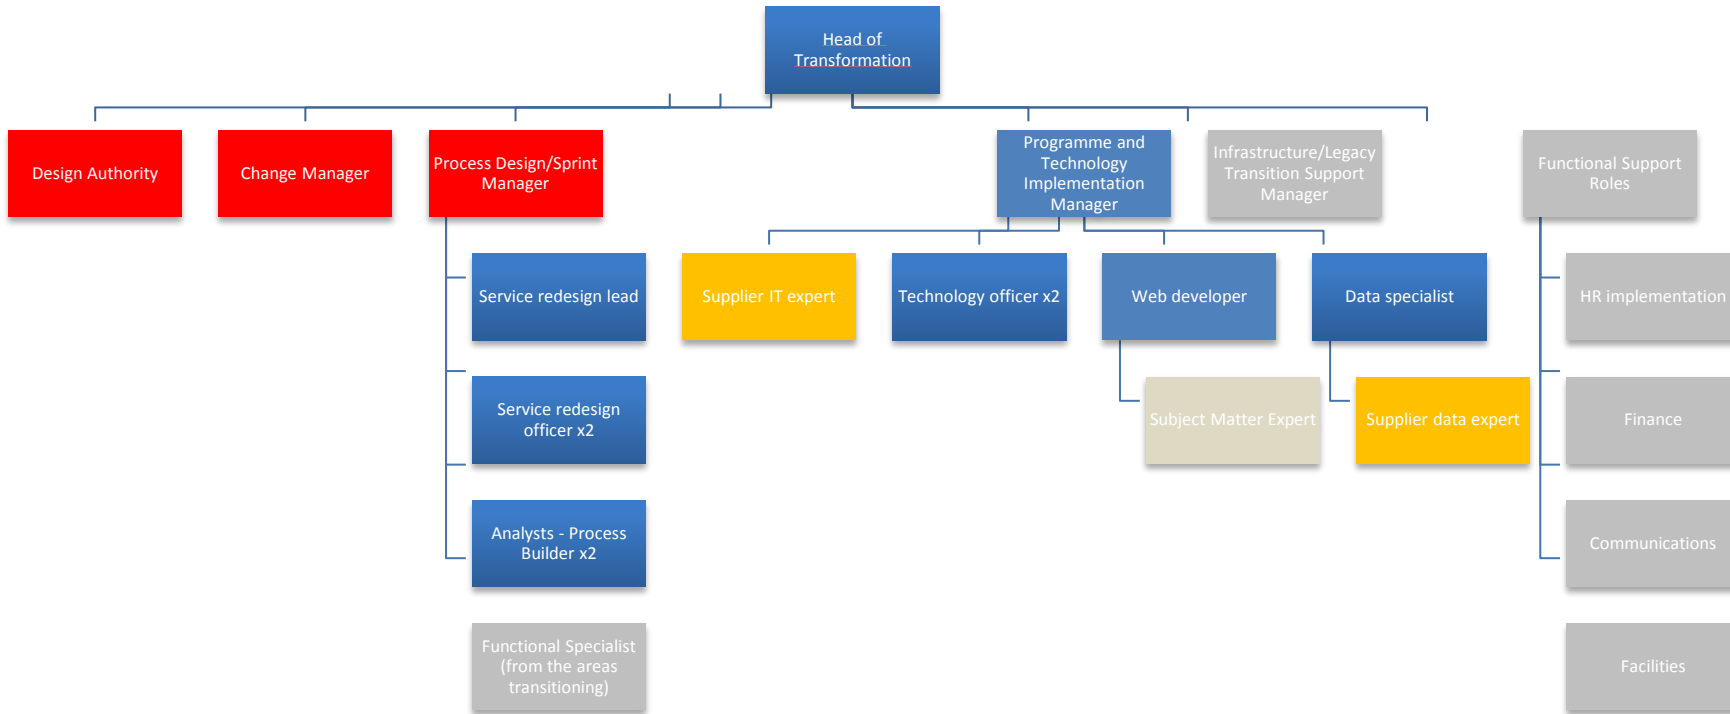 Head of
Transformation
Design Authority
Change Manager
Process Design/Sprint
Manager
Programme and
Technology
Implementation
Manager
Infrastructure/Legacy
Transition Support
Manager
Functional Support
Roles
Service redesign lead
Supplier IT expert
Technology officer x2
Web developer
Data specialist
HR implementation
Service redesign
officer x2
Subject Matter Expert
Supplier data expert
Finance
Analysts - Process
Builder x2
Communications
Functional Specialist
(from the areas
transitioning)
Facilities